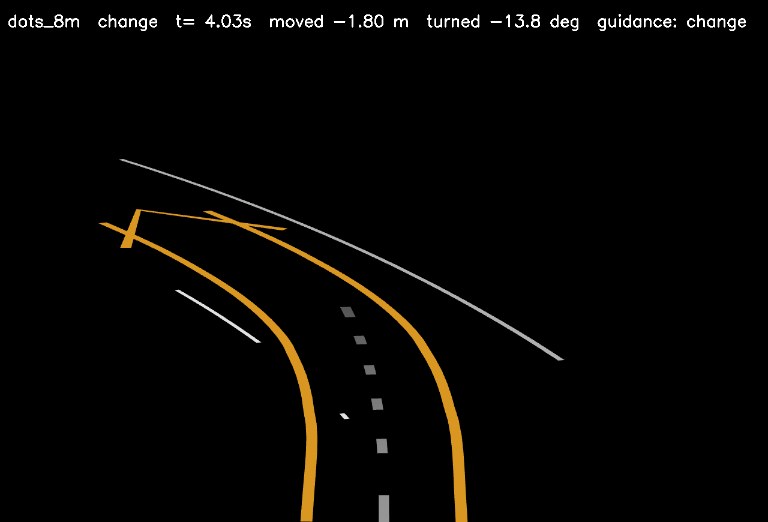 dots_8m change t= 4.03s moved −1.80 m turned −13.8 deg guidance: change